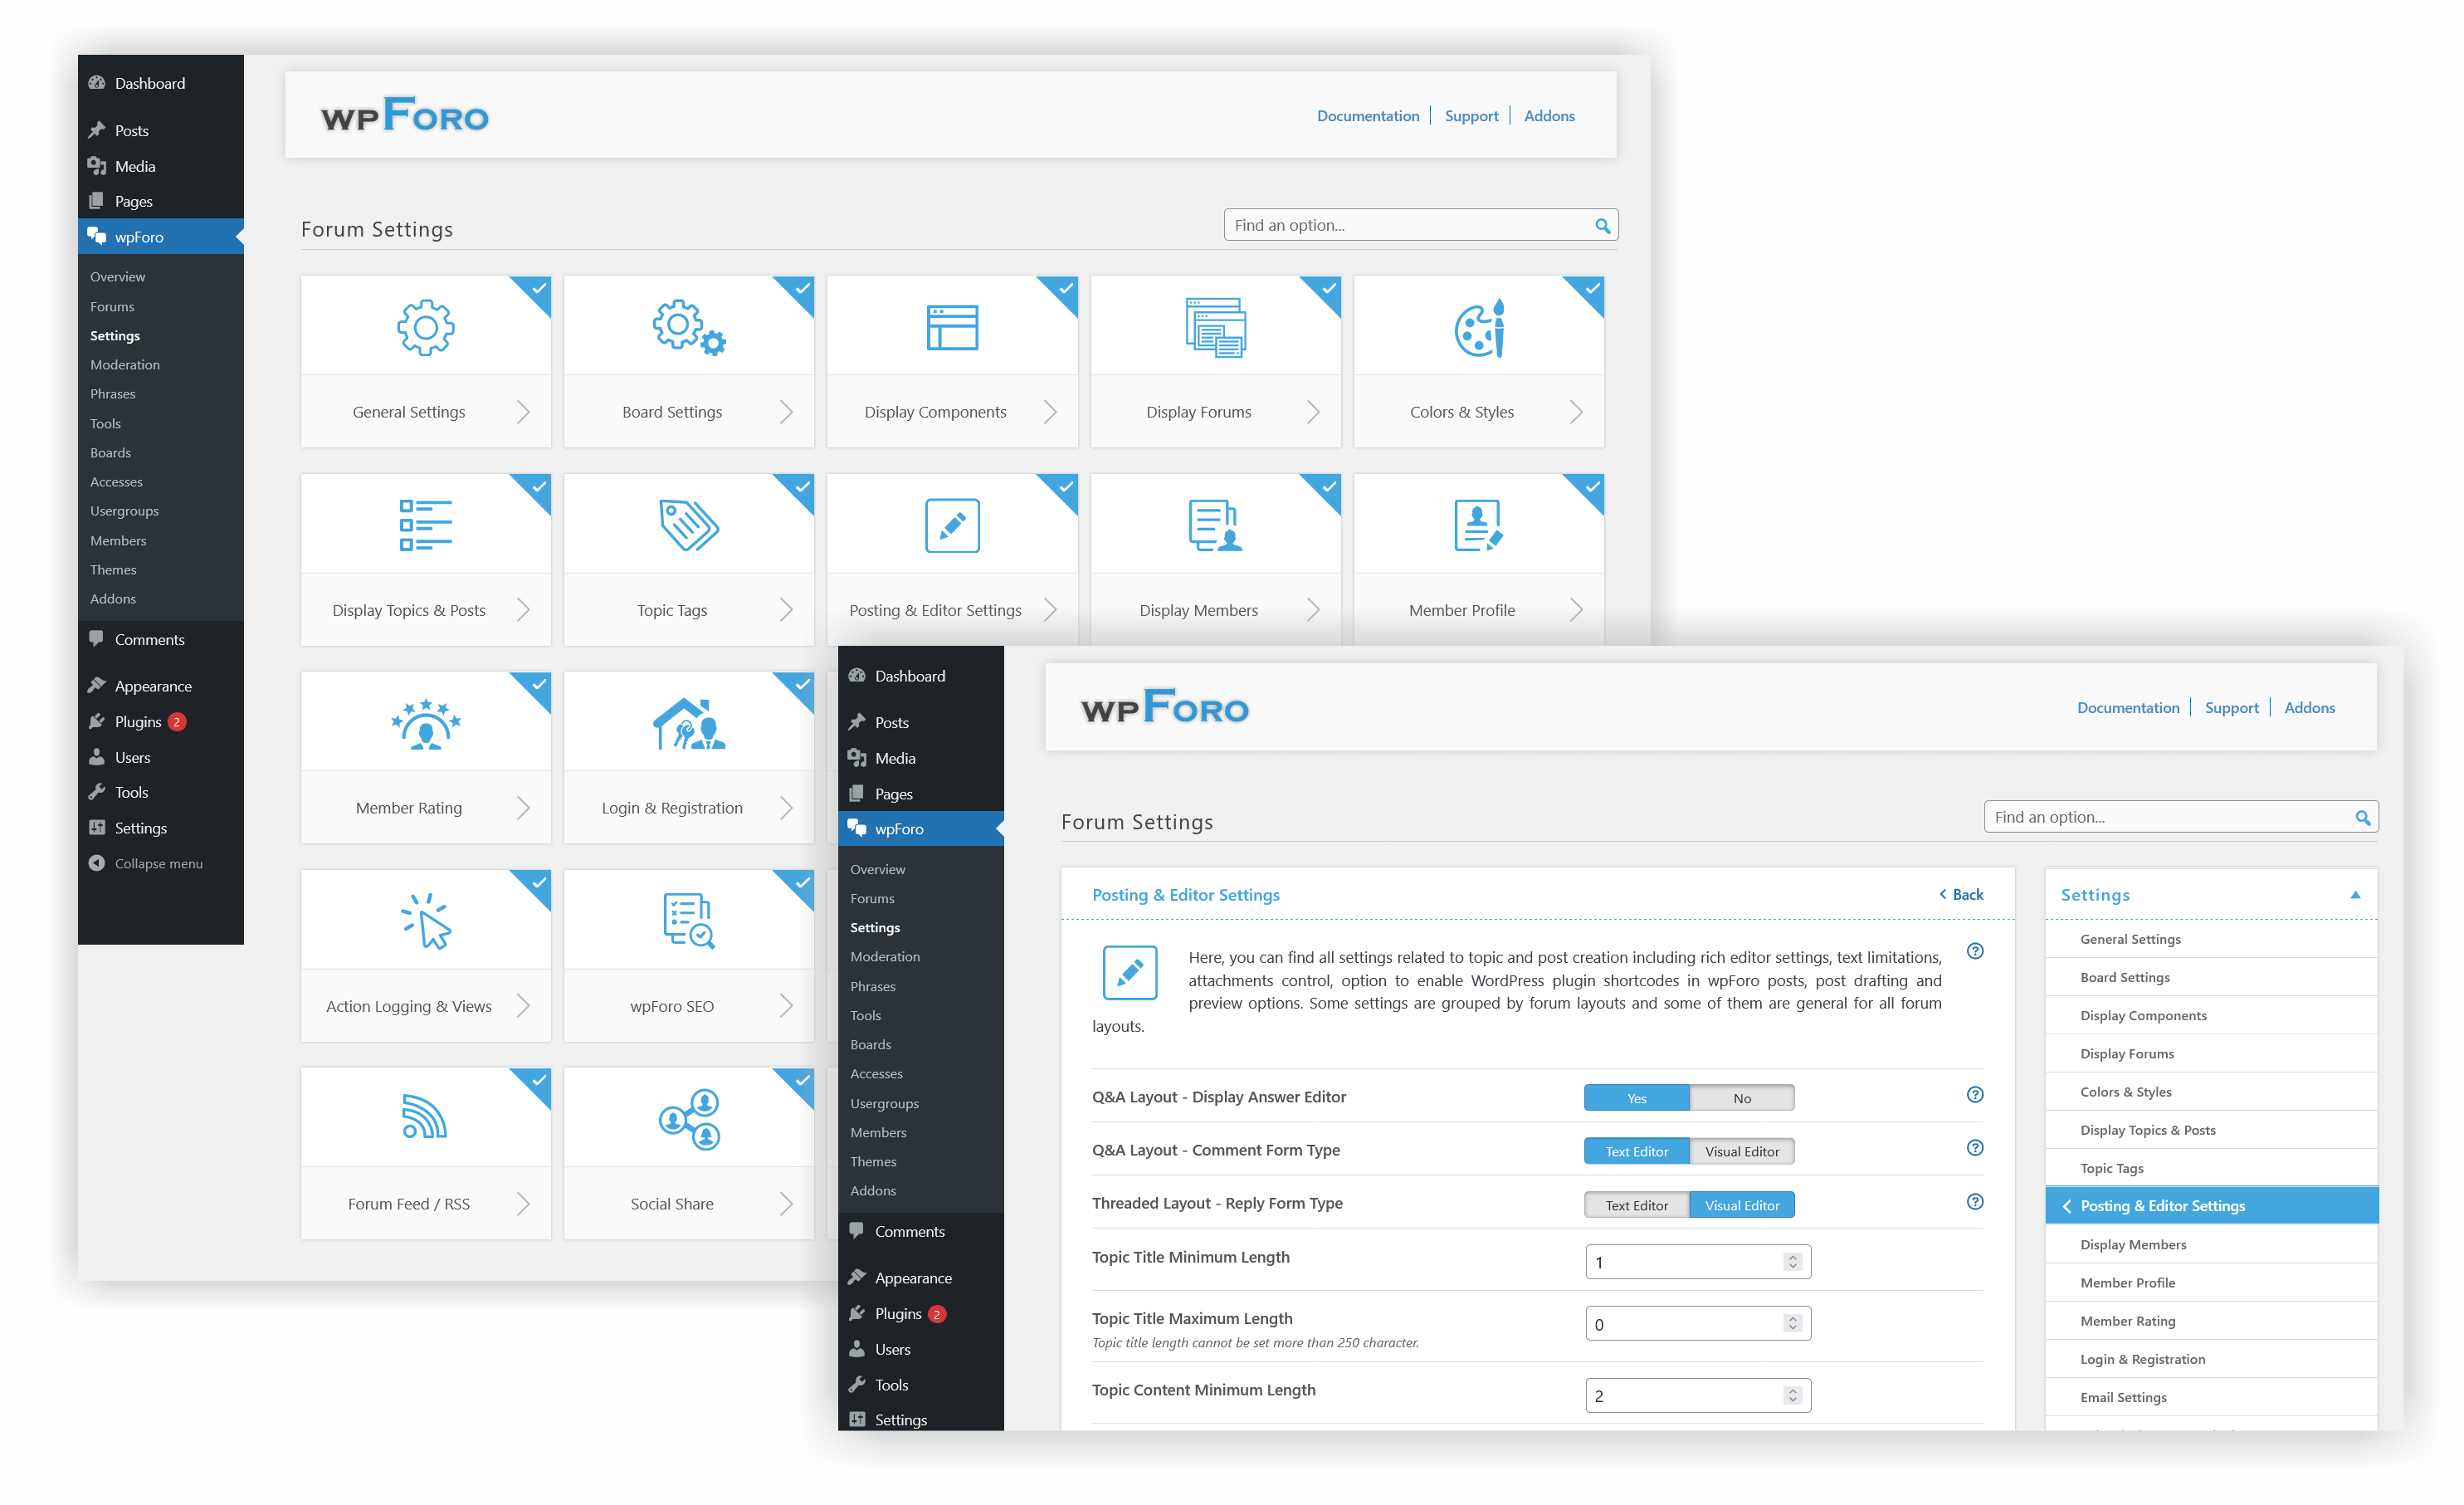 Dashboard
Posts
Media
Pages
wpForo
Overview
Forums
Settings
Moderation
Phrases
Tools
Boards
Accesses
Usergroups
Members
Themes
Addons
Comments
Appearance
Plugins 2
Users
Tools
Settings
Collapse menu
wpForo
Documentation | Support | Addons
Forum Settings
Find an option...
General Settings
Board Settings
Display Components
Display Forums
Colors & Styles
Display Topics & Posts
Topic Tags
Posting & Editor Settings
Display Members
Member Profile
Member Rating
Login & Registration
Action Logging & Views
wpForo SEO
Forum Feed / RSS
Social Share
Dashboard
Posts
Media
Pages
wpForo
Overview
Forums
Settings
Moderation
Phrases
Tools
Boards
Accesses
Usergroups
Members
Themes
Addons
Comments
Appearance
Plugins 2
Users
Tools
Settings
wpForo
Documentation | Support | Addons
Forum Settings
Find an option...
Posting & Editor Settings
Back
Here, you can find all settings related to topic and post creation including rich editor settings, text limitations,
attachments control, option to enable WordPress plugin shortcodes in wpForo posts, post drafting and
preview options. Some settings are grouped by forum layouts and some of them are general for all forum
layouts.
Q&A Layout - Display Answer Editor
Yes No
Q&A Layout - Comment Form Type
Text Editor Visual Editor
Threaded Layout - Reply Form Type
Text Editor Visual Editor
Topic Title Minimum Length
1
Topic Title Maximum Length
0
Topic title length cannot be set more than 250 character.
Topic Content Minimum Length
2
Settings
General Settings
Board Settings
Display Components
Display Forums
Colors & Styles
Display Topics & Posts
Topic Tags
Posting & Editor Settings
Display Members
Member Profile
Member Rating
Login & Registration
Email Settings